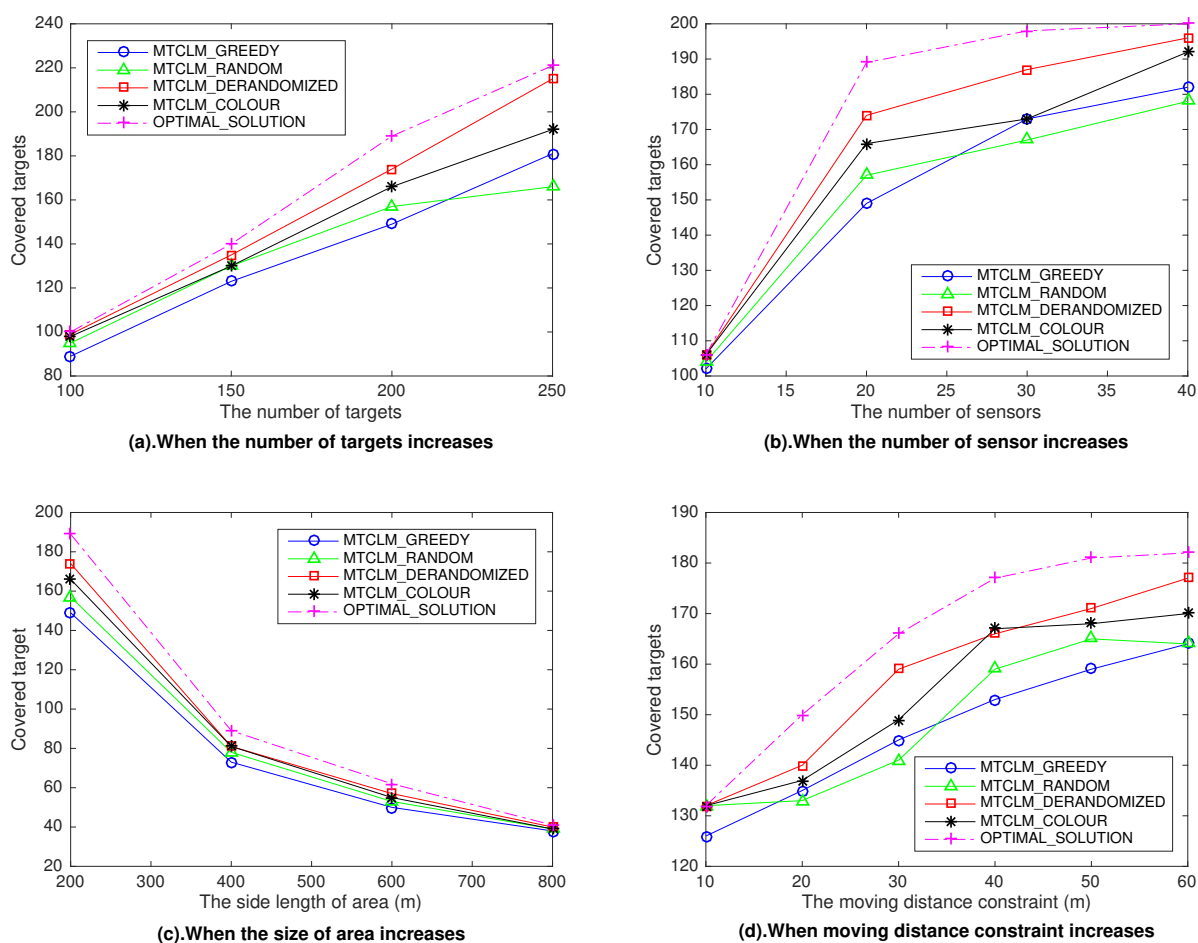 240
220
200
180
160
140
120
100
80
Covered targets
MTCLM_GREEDY
MTCLM_RANDOM
MTCLM_DERANDOMIZED
MTCLM_COLOUR
OPTIMAL_SOLUTION
100 150 200 250
The number of targets
(a).When the number of targets increases
200
190
180
170
160
150
140
130
120
110
100
Covered targets
MTCLM_GREEDY
MTCLM_RANDOM
MTCLM_DERANDOMIZED
MTCLM_COLOUR
OPTIMAL_SOLUTION
10 15 20 25 30 35 40
The number of sensors
(b).When the number of sensor increases
200
180
160
140
120
100
80
60
40
20
Covered target
MTCLM_GREEDY
MTCLM_RANDOM
MTCLM_DERANDOMIZED
MTCLM_COLOUR
OPTIMAL_SOLUTION
200 300 400 500 600 700 800
The side length of area (m)
(c).When the size of area increases
190
180
170
160
150
140
130
120
Covered targets
MTCLM_GREEDY
MTCLM_RANDOM
MTCLM_DERANDOMIZED
MTCLM_COLOUR
OPTIMAL_SOLUTION
10 20 30 40 50 60
The moving distance constraint (m)
(d).When moving distance constraint increases